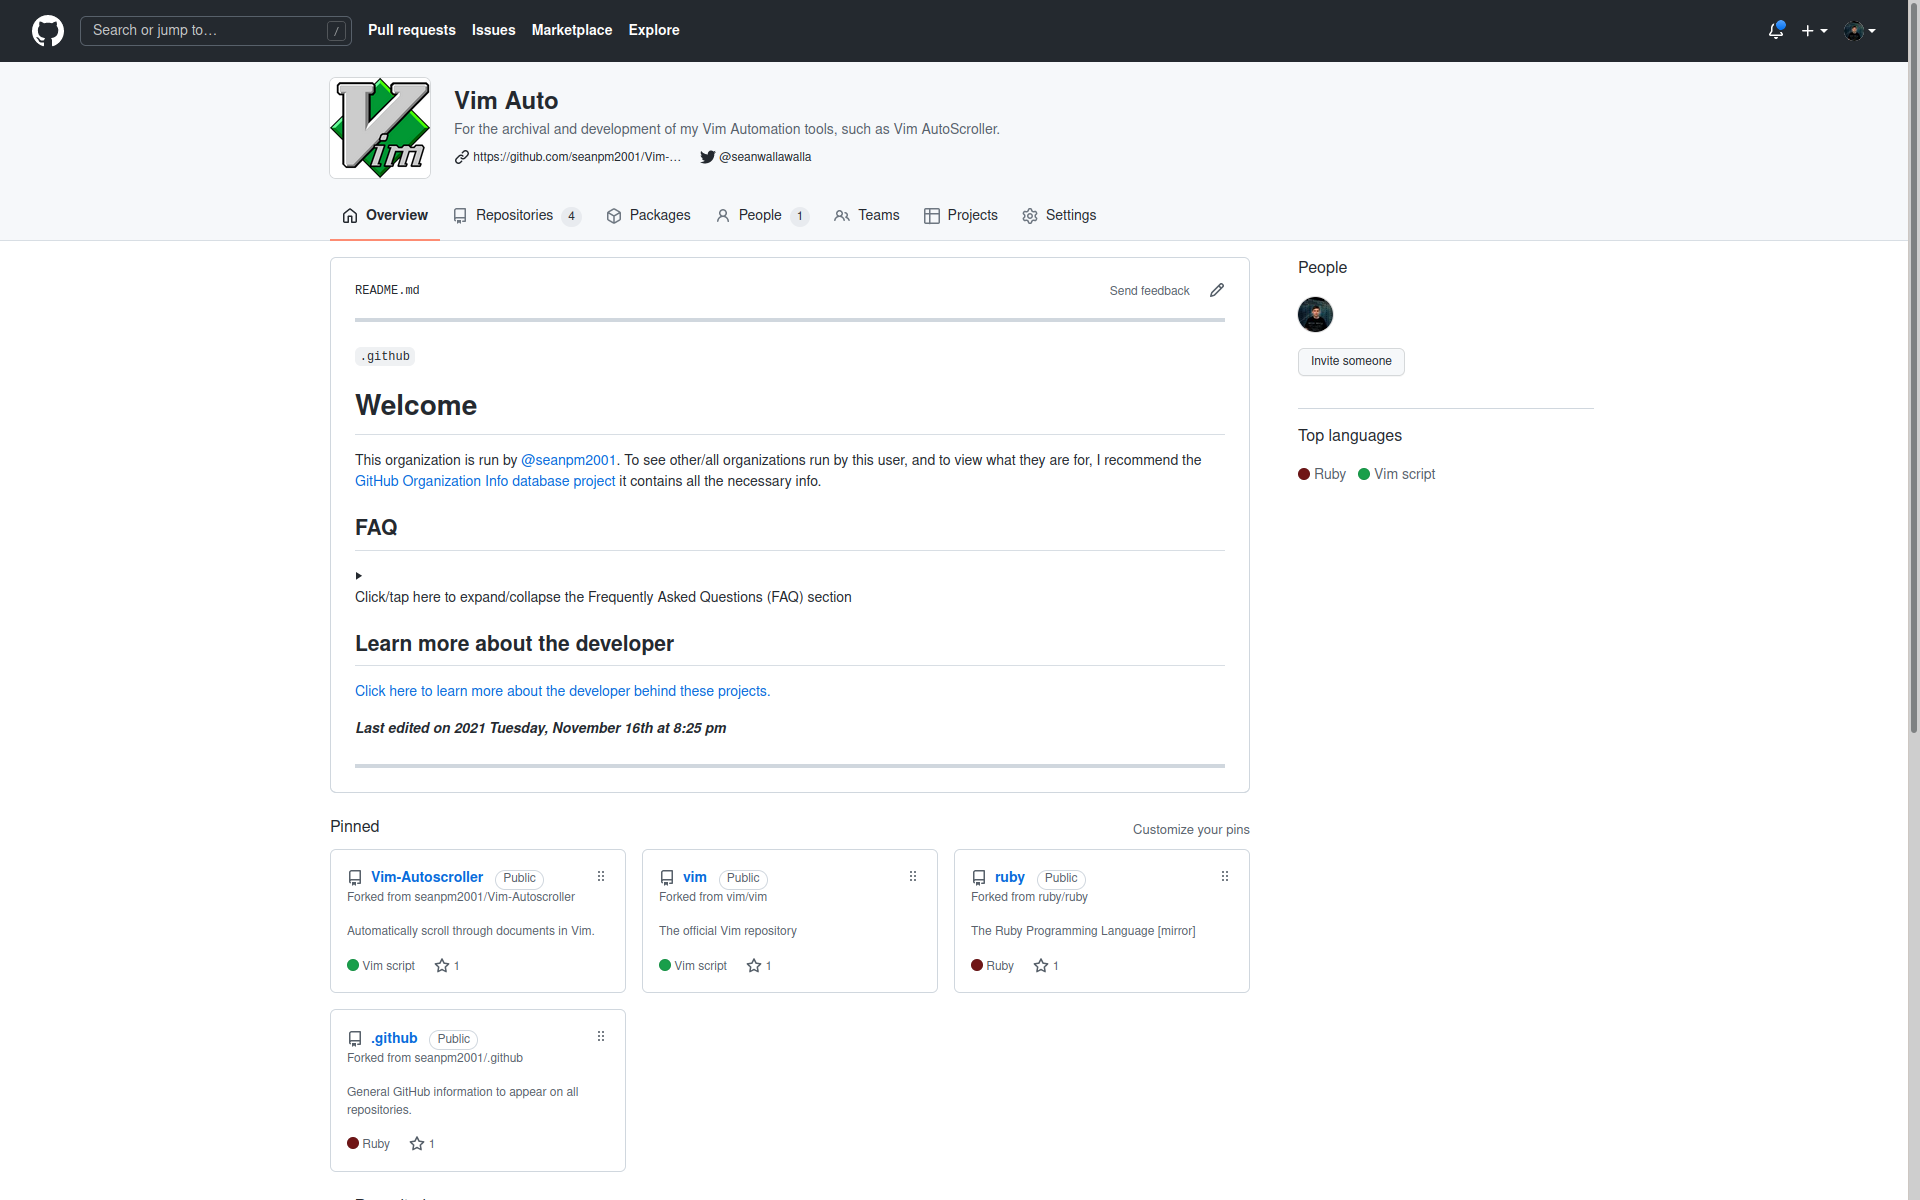 Search or jump to…
/
Pull requests
Issues
Marketplace
Explore
Vim
Vim Auto
For the archival and development of my Vim Automation tools, such as Vim AutoScroller.
https://github.com/seanpm2001/Vim-…
@seanwallawalla
Overview
Repositories 4
Packages
People 1
Teams
Projects
Settings
README.md
Send feedback
.github
Welcome
This organization is run by @seanpm2001. To see other/all organizations run by this user, and to view what they are for, I recommend the
GitHub Organization Info database project it contains all the necessary info.
FAQ
Click/tap here to expand/collapse the Frequently Asked Questions (FAQ) section
Learn more about the developer
Click here to learn more about the developer behind these projects.
Last edited on 2021 Tuesday, November 16th at 8:25 pm
People
Invite someone
Top languages
Ruby Vim script
Pinned
Customize your pins
Vim-Autoscroller Public
Forked from seanpm2001/Vim-Autoscroller
Automatically scroll through documents in Vim.
Vim script 1
vim Public
Forked from vim/vim
The official Vim repository
Vim script 1
ruby Public
Forked from ruby/ruby
The Ruby Programming Language [mirror]
Ruby 1
.github Public
Forked from seanpm2001/.github
General GitHub information to appear on all
repositories.
Ruby 1